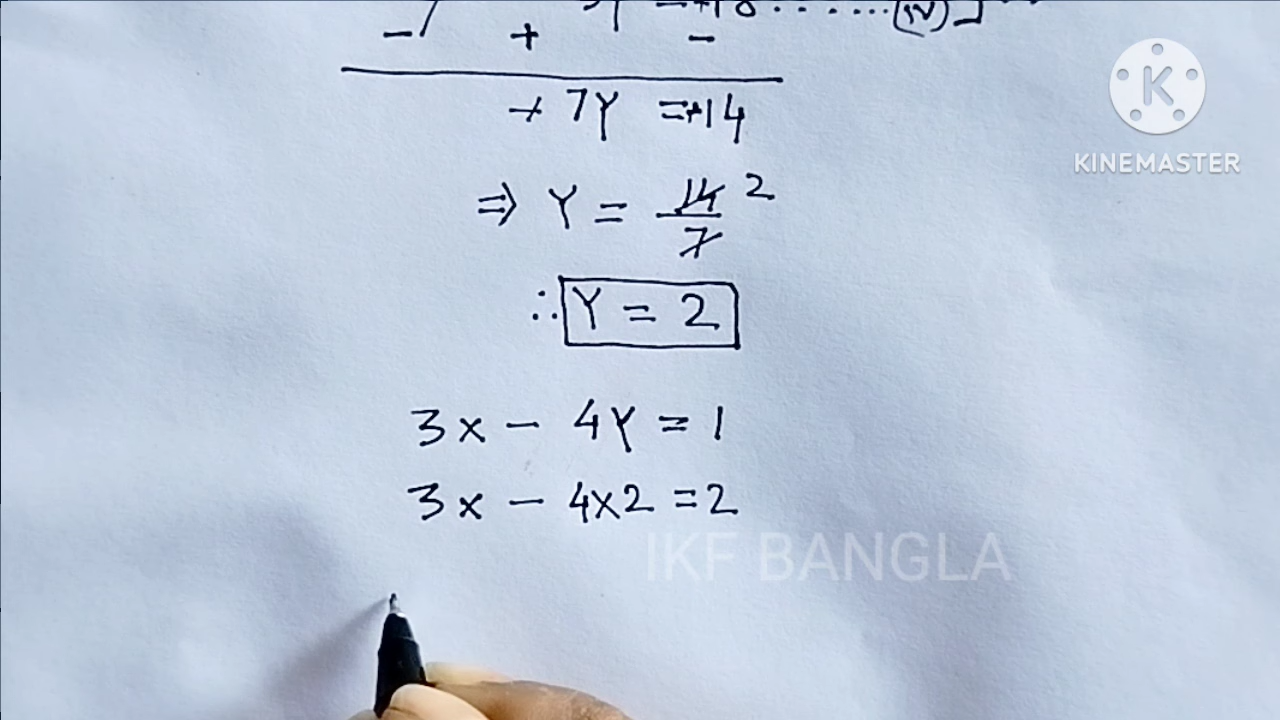 - + -
+ 7Y = +14
K
KINEMASTER
⇒ Y = 14/7 2
∴ Y = 2
3x - 4Y = 1
3x - 4x2 = 2
IKF BANGLA